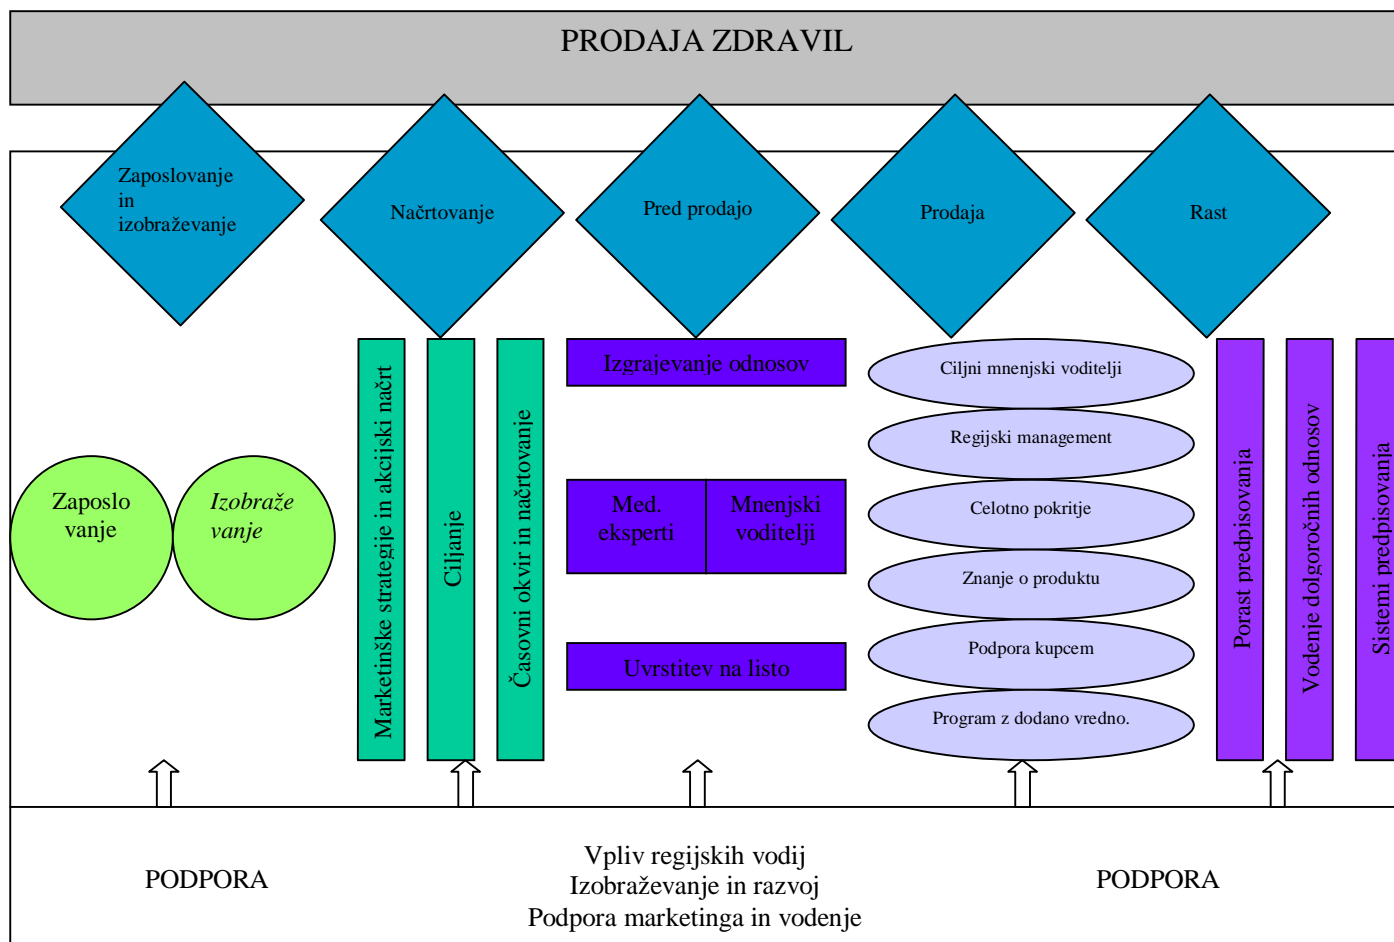 PRODAJA ZDRAVIL
Zaposlovanje
in
izobraževanje
Načrtovanje
Pred prodajo
Prodaja
Rast
Zaposlo
vanje
Izobraže
vanje
Marketinške strategije in akcijski načrt
Ciljanje
Časovni okvir in načrtovanje
Izgrajevanje odnosov
Med.
eksperti
Mnenjski
voditelji
Uvrstitev na listo
Ciljni mnenjski voditelji
Regijski management
Celotno pokritje
Znanje o produktu
Podpora kupcem
Program z dodano vredno.
Porast predpisovanja
Vodenje dolgoročnih odnosov
Sistemi predpisovanja
PODPORA
Vpliv regijskih vodij
Izobraževanje in razvoj
Podpora marketinga in vodenje
PODPORA